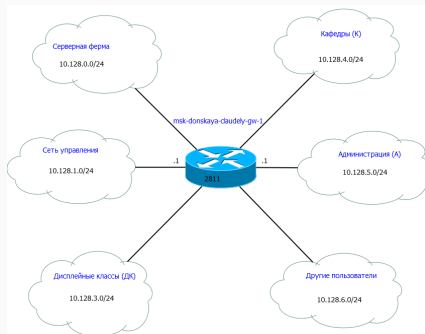 Серверная ферма
10.128.0.0/24
Кафедры (К)
10.128.4.0/24
msk-donskaya-claudely-gw-1
Сеть управления
10.128.1.0/24
.1
.1
2811
Администрация (А)
10.128.5.0/24
Дисплейные классы (ДК)
10.128.3.0/24
Другие пользователи
10.128.6.0/24